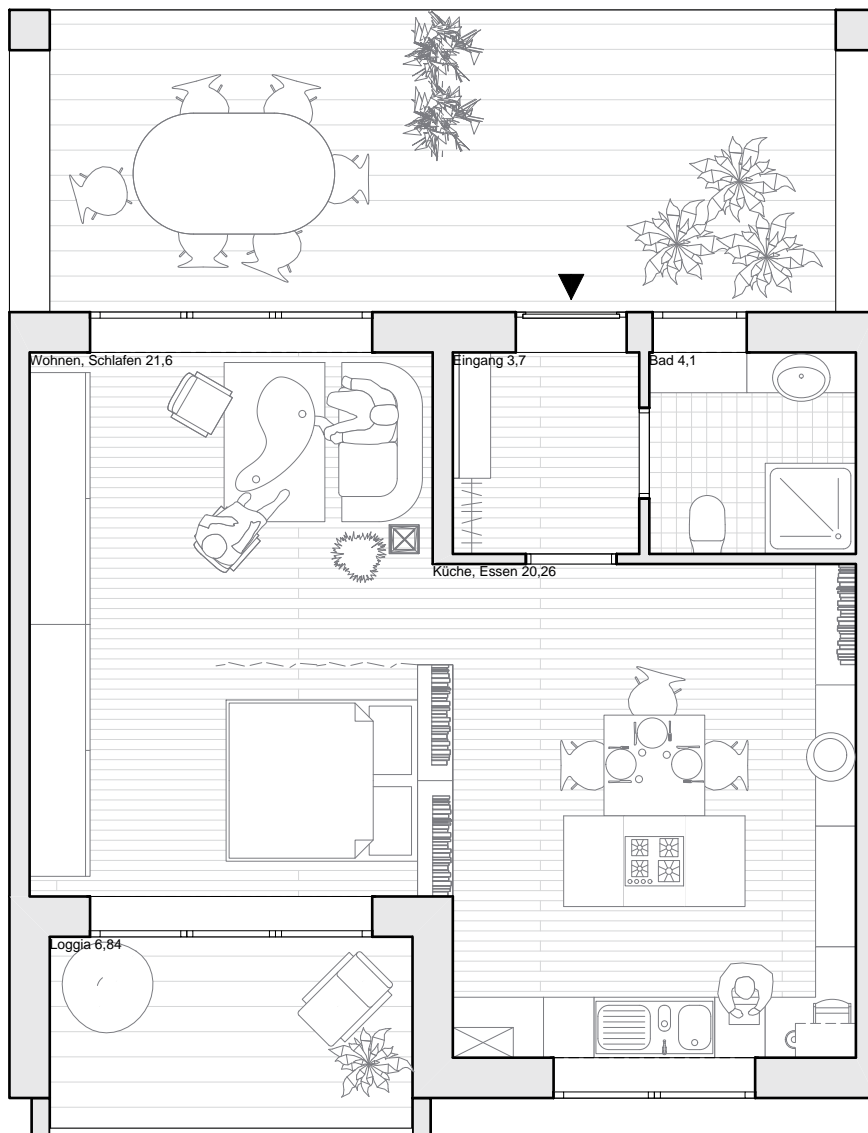 Wohnen, Schlafen 21,6
Eingang 3,7
Bad 4,1
Küche, Essen 20,26
Loggia 6,84